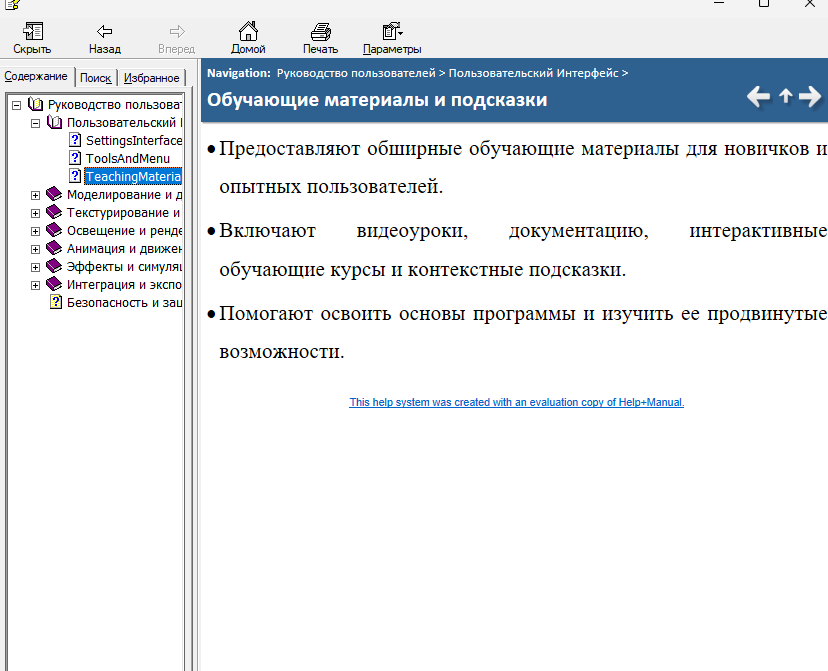 Скрыть
Назад
Вперед
Домой
Печать
Параметры
Содержание
Поиск
Избранное
Руководство пользова
Пользовательский
SettingsInterface
ToolsAndMenu
TeachingMateria
Моделирование и д
Текстурирование и
Освещение и ренде
Анимация и движен
Эффекты и симуляц
Интеграция и экспо
Безопасность и защ
Navigation: Руководство пользователей > Пользовательский Интерфейс >
Обучающие материалы и подсказки
• Предоставляют обширные обучающие материалы для новичков и
опытных пользователей.
• Включают видеоуроки, документацию, интерактивные
обучающие курсы и контекстные подсказки.
• Помогают освоить основы программы и изучить ее продвинутые
возможности.
This help system was created with an evaluation copy of Help+Manual.